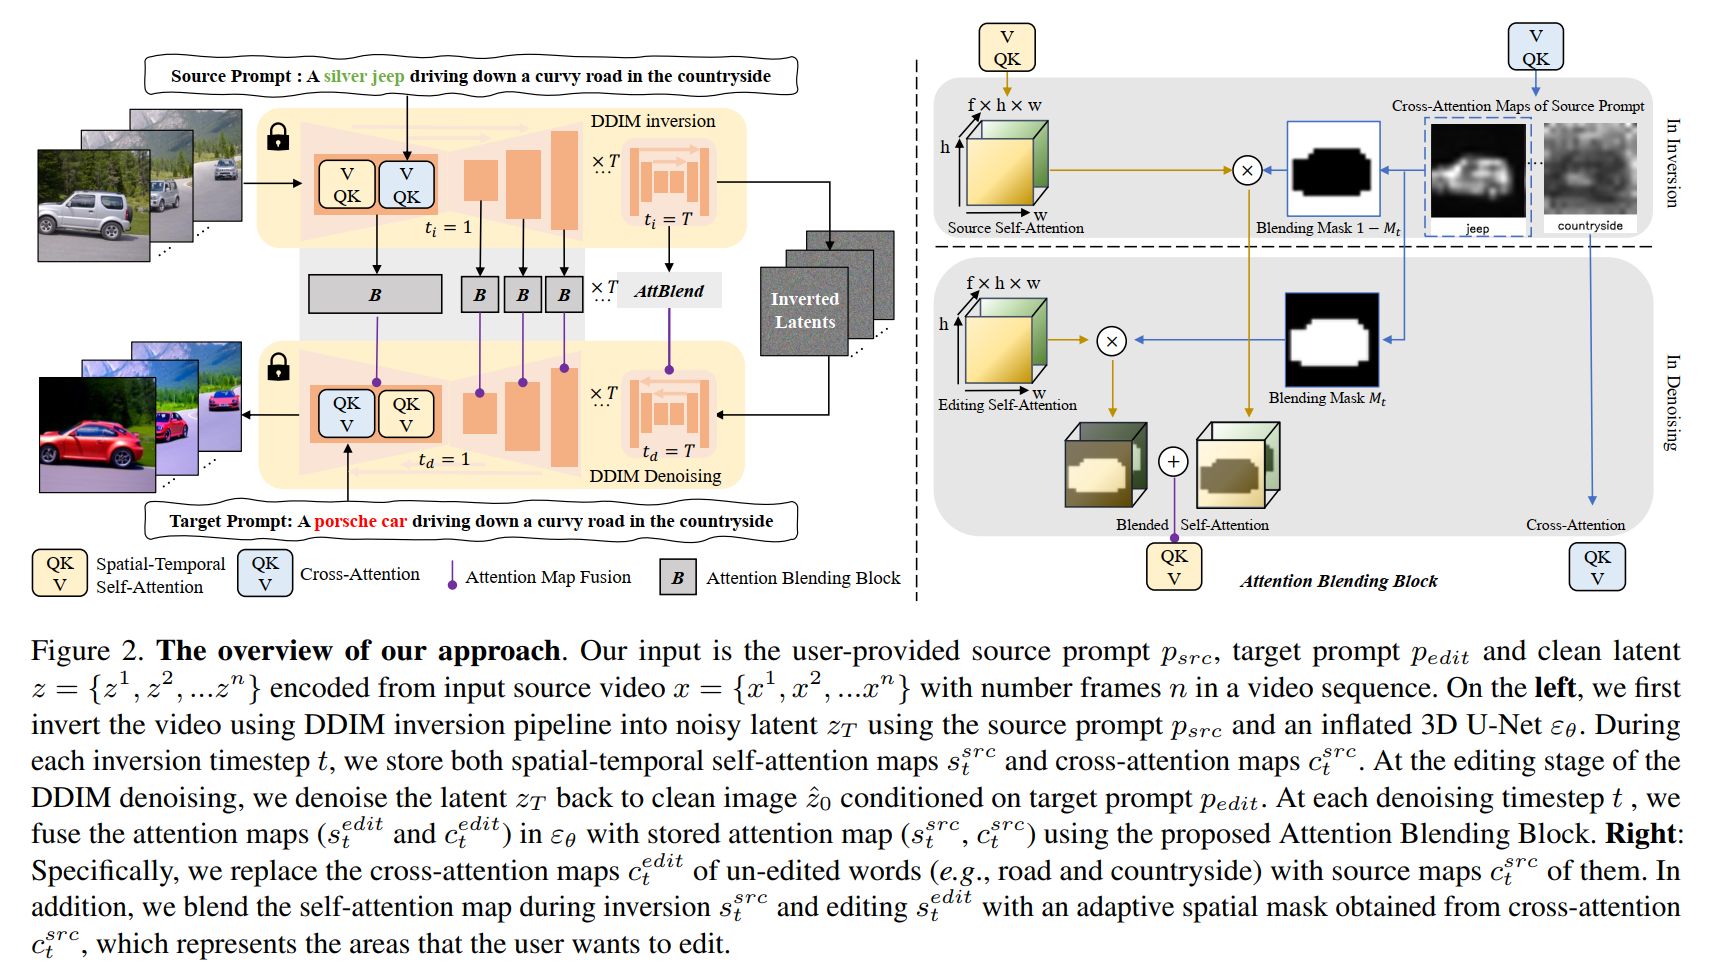 Source Prompt : A silver jeep driving down a curvy road in the countryside
DDIM inversion
V
QK
V
QK
× T
...
t_i = 1
t_i = T
B
B
B
B
× T
...
AttBlend
Inverted
Latents
QK
V
QK
V
× T
...
t_d = 1
t_d = T
DDIM Denoising
Target Prompt: A porsche car driving down a curvy road in the countryside
QK
V
Spatial-Temporal
Self-Attention
QK
V
Cross-Attention
Attention Map Fusion
B
Attention Blending Block
V
QK
V
QK
f × h × w
h
w
Source Self-Attention
×
Blending Mask 1 − M_t
Cross-Attention Maps of Source Prompt
jeep
...
countryside
In Inversion
f × h × w
h
w
Editing Self-Attention
×
Blending Mask M_t
In Denoising
+
Blended Self-Attention
Cross-Attention
QK
V
Attention Blending Block
QK
V
Figure 2. The overview of our approach. Our input is the user-provided source prompt p_{src}, target prompt p_{edit} and clean latent
z = {z^1, z^2, ...z^n} encoded from input source video x = {x^1, x^2, ...x^n} with number frames n in a video sequence. On the left, we first
invert the video using DDIM inversion pipeline into noisy latent z_T using the source prompt p_{src} and an inflated 3D U-Net ε_θ. During
each inversion timestep t, we store both spatial-temporal self-attention maps s_t^{src} and cross-attention maps c_t^{src}. At the editing stage of the
DDIM denoising, we denoise the latent z_T back to clean image ẑ_0 conditioned on target prompt p_{edit}. At each denoising timestep t , we
fuse the attention maps (s_t^{edit} and c_t^{edit}) in ε_θ with stored attention map (s_t^{src}, c_t^{src}) using the proposed Attention Blending Block. Right:
Specifically, we replace the cross-attention maps c_t^{edit} of un-edited words (e.g., road and countryside) with source maps c_t^{src} of them. In
addition, we blend the self-attention map during inversion s_t^{src} and editing s_t^{edit} with an adaptive spatial mask obtained from cross-attention
c_t^{src}, which represents the areas that the user wants to edit.